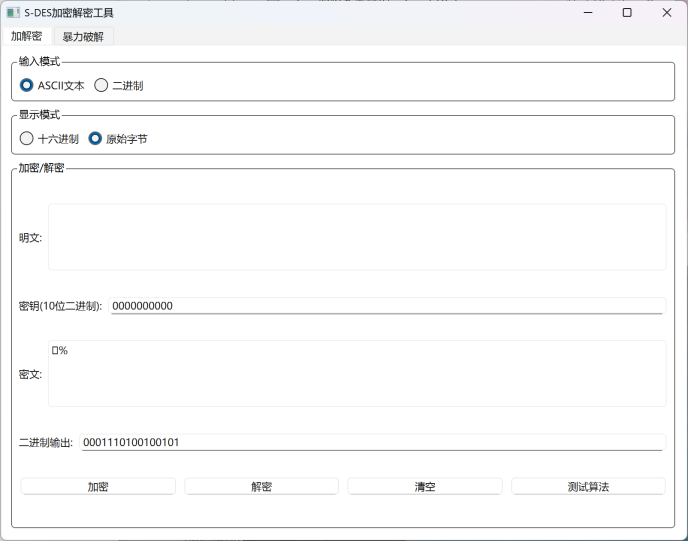 S-DES加密解密工具
加解密 暴力破解
输入模式
ASCII文本 二进制
显示模式
十六进制 原始字节
加密/解密
明文:
密钥(10位二进制): 0000000000
密文: %
二进制输出: 0001110100100101
加密 解密 清空 测试算法